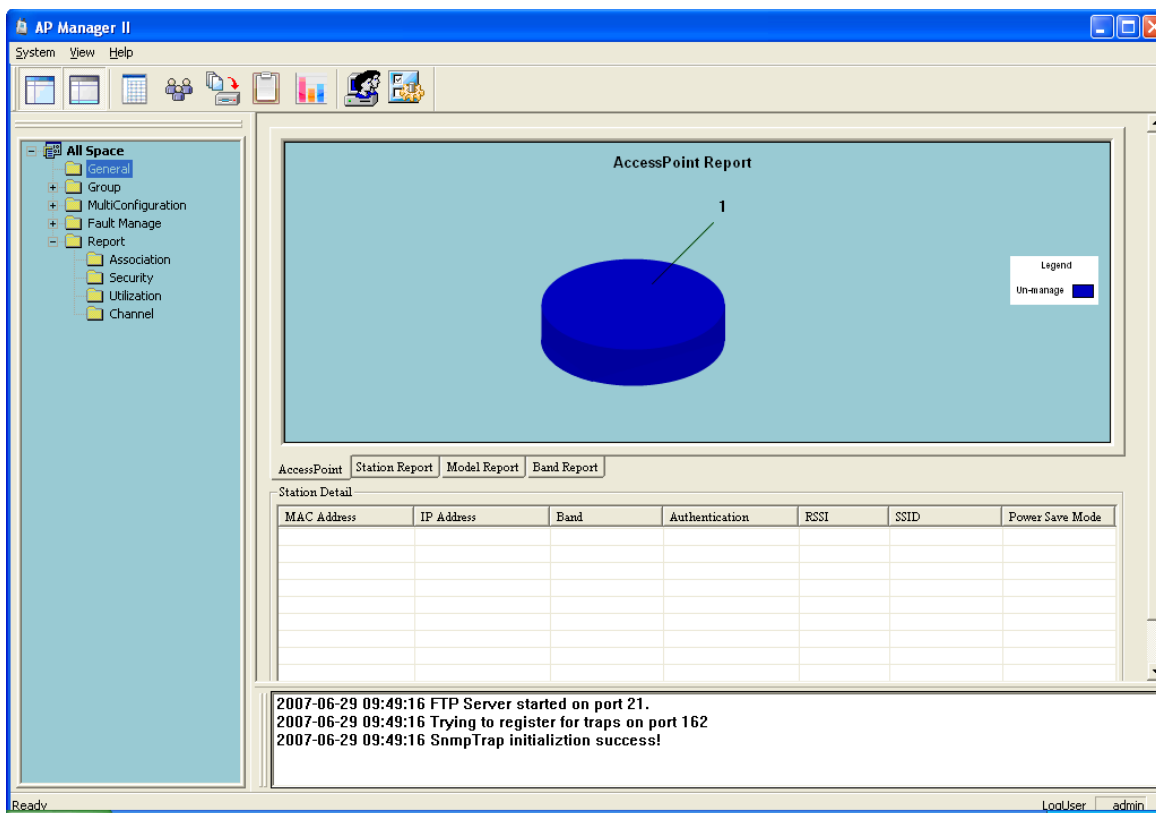 AP Manager II
System View Help
All Space
General
Group
MultiConfiguration
Fault Manage
Report
Association
Security
Utilization
Channel
AccessPoint Report
1
Legend
Un-manage
AccessPoint Station Report Model Report Band Report
Station Detail
MAC Address IP Address Band Authentication RSSI SSID Power Save Mode
2007-06-29 09:49:16 FTP Server started on port 21.
2007-06-29 09:49:16 Trying to register for traps on port 162
2007-06-29 09:49:16 SnmpTrap initializtion success!
Ready LogUser admin